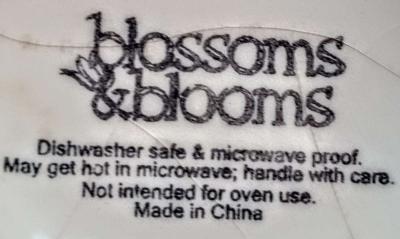 blossoms
&blooms
Dishwasher safe & microwave proof.
May get hot in microwave; handle with care.
Not intended for oven use.
Made in China